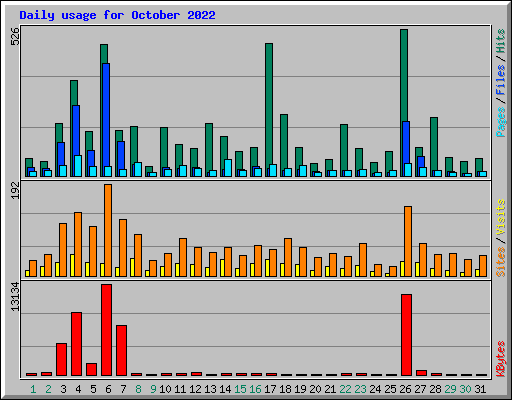 Daily usage for October 2022
526
Pages / Files / Hits
192
Sites / Visits
13134
KBytes
1 2 3 4 5 6 7 8 9 10 11 12 13 14 15 16 17 18 19 20 21 22 23 24 25 26 27 28 29 30 31